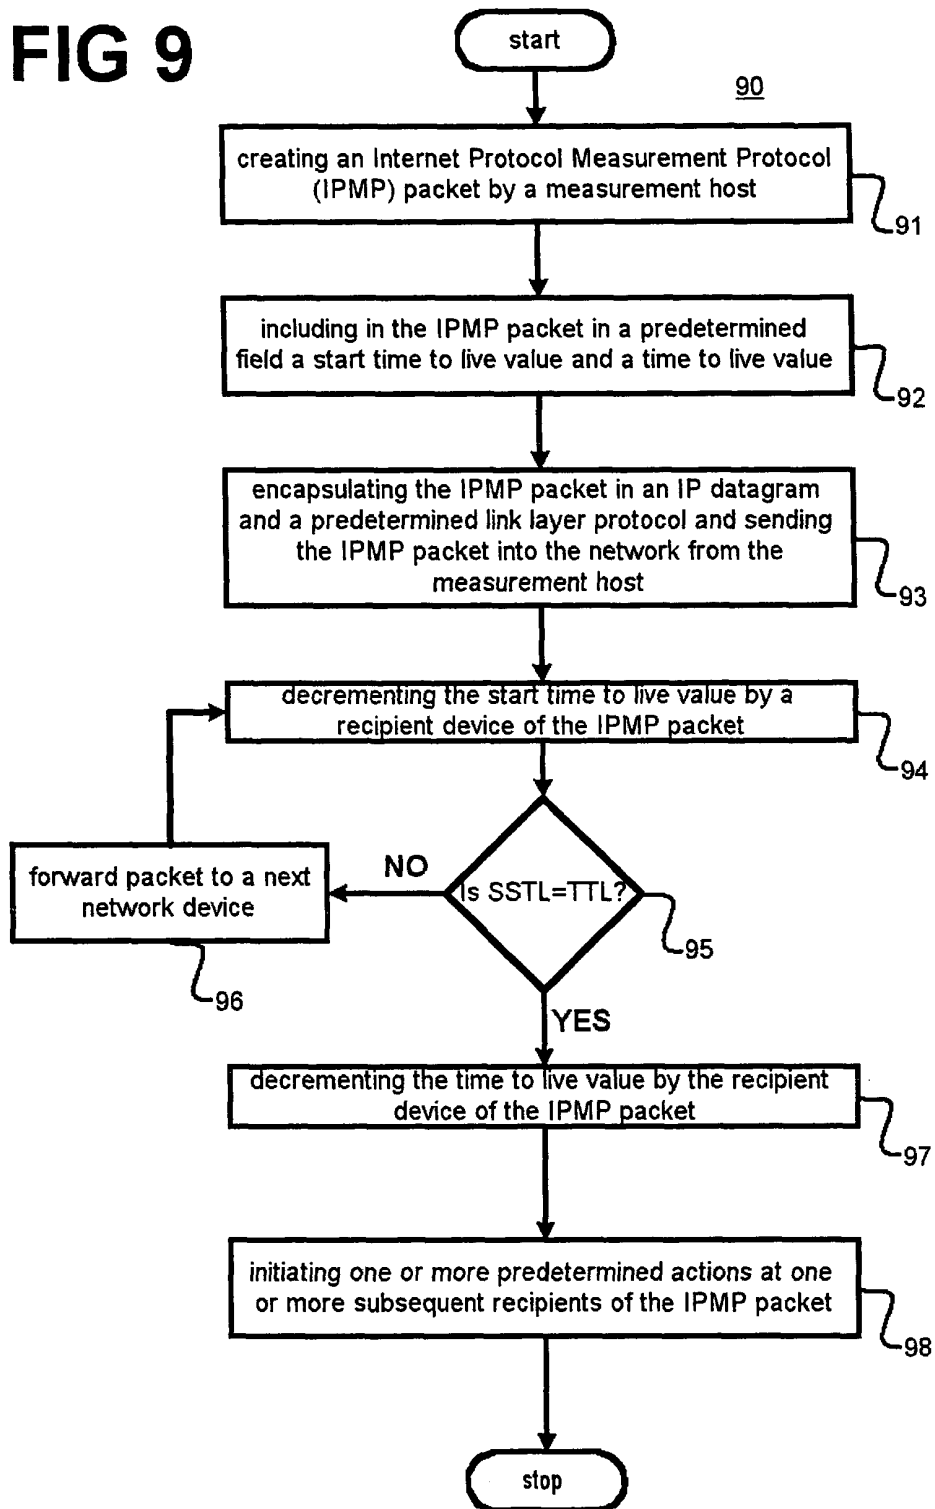 FIG 9
start
90
creating an Internet Protocol Measurement Protocol
(IPMP) packet by a measurement host
91
including in the IPMP packet in a predetermined
field a start time to live value and a time to live value
92
encapsulating the IPMP packet in an IP datagram
and a predetermined link layer protocol and sending
the IPMP packet into the network from the
measurement host
93
decrementing the start time to live value by a
recipient device of the IPMP packet
94
Is SSTL=TTL?
95
NO
forward packet to a next
network device
96
YES
decrementing the time to live value by the recipient
device of the IPMP packet
97
initiating one or more predetermined actions at one
or more subsequent recipients of the IPMP packet
98
stop